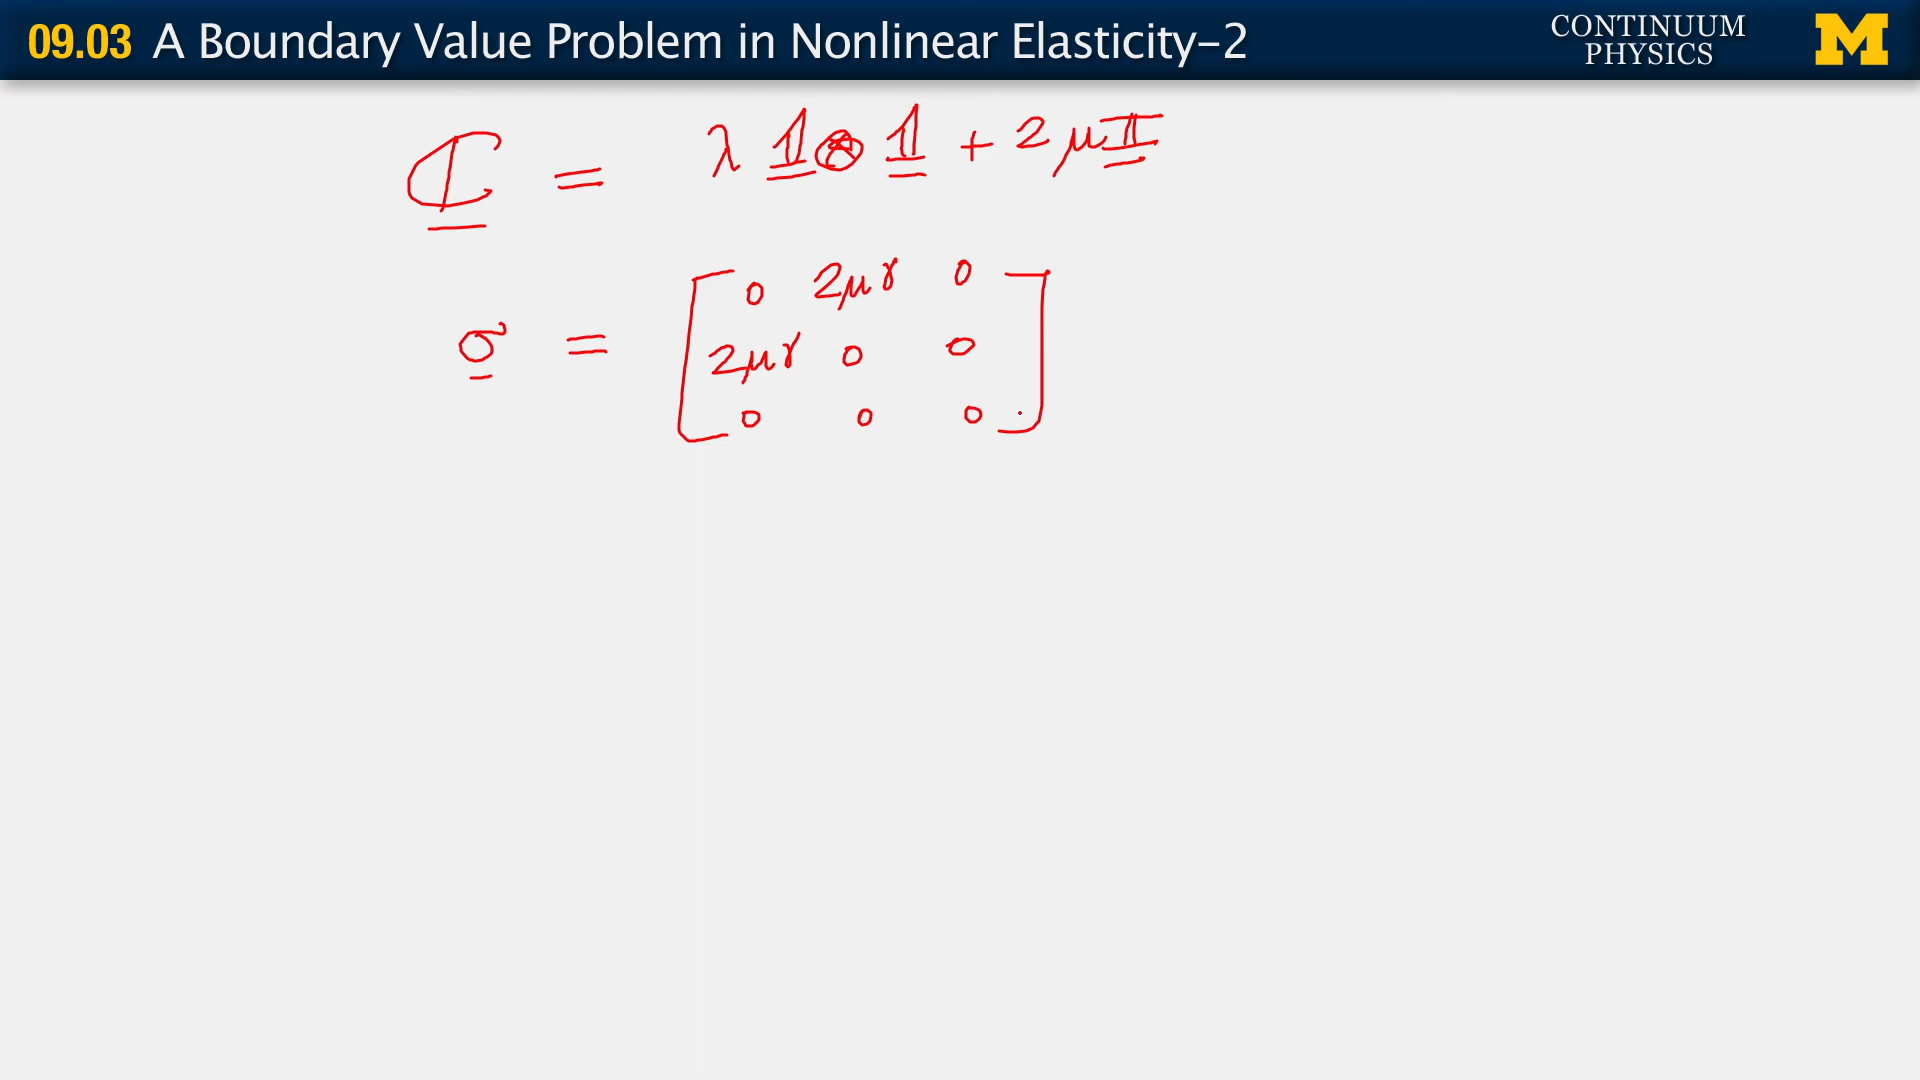 09.03 A Boundary Value Problem in Nonlinear Elasticity-2
CONTINUUM
PHYSICS
M
ℂ = λ 𝟙 ⊗ 𝟙 + 2μ𝕀
σ = [ 0 2μγ 0
2μγ 0 0
0 0 0 ]